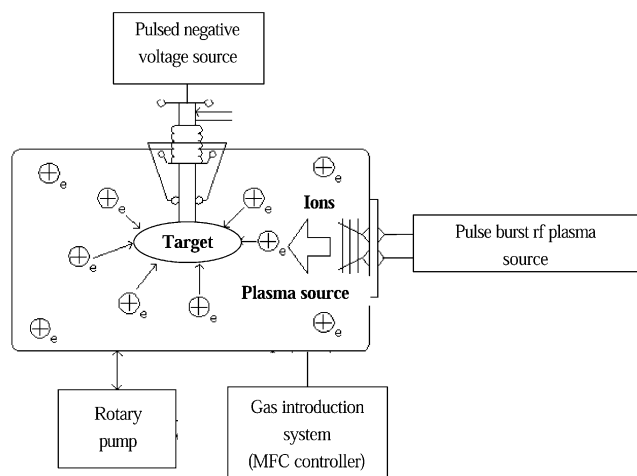 Pulsed negative
voltage source
e
e
e
e
Ions
Target
e
e
Pulse burst rf plasma
source
Plasma source
e
e
e
e
Rotary
pump
Gas introduction
system
(MFC controller)